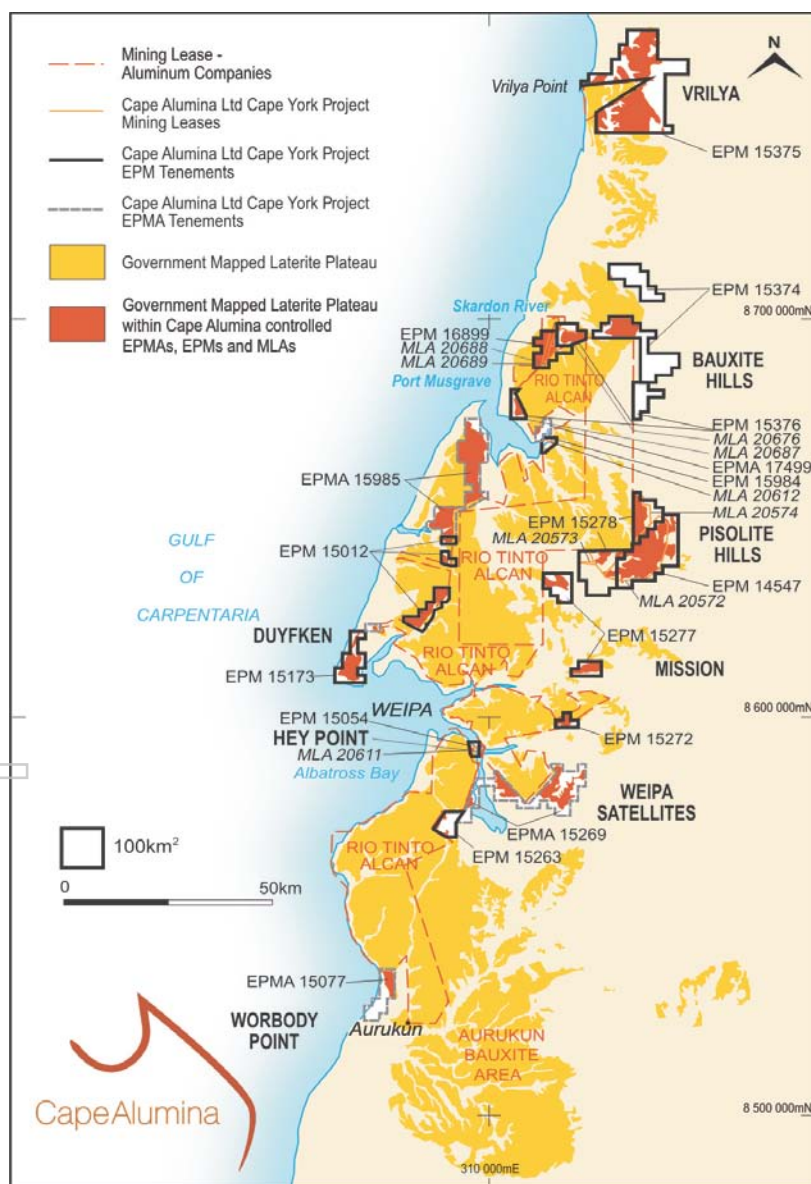 Mining Lease -
Aluminum Companies
Cape Alumina Ltd Cape York Project
Mining Leases
Cape Alumina Ltd Cape York Project
EPM Tenements
Cape Alumina Ltd Cape York Project
EPMA Tenements
Government Mapped Laterite Plateau
Government Mapped Laterite Plateau
within Cape Alumina controlled
EPMAs, EPMs and MLAs
N
Vrilya Point
VRILYA
EPM 15375
EPM 15374
Skardon River
8 700 000mN
EPM 16899
MLA 20688
MLA 20689
Port Musgrave
RIO TINTO
ALCAN
BAUXITE
HILLS
EPM 15376
MLA 20676
MLA 20687
EPMA 17499
EPM 15984
MLA 20612
MLA 20574
EPMA 15985
EPM 15278
MLA 20573
PISOLITE
HILLS
GULF
OF
CARPENTARIA
EPM 15012
RIO TINTO
ALCAN
EPM 14547
MLA 20572
DUYFKEN
RIO TINTO
ALCAN
EPM 15277
MISSION
EPM 15173
WEIPA
8 600 000mN
EPM 15054
HEY POINT
MLA 20611
EPM 15272
Albatross Bay
WEIPA
SATELLITES
EPMA 15269
EPM 15263
RIO TINTO
ALCAN
100km²
0
50km
EPMA 15077
WORBODY
POINT
Aurukun
AURUKUN
BAUXITE
AREA
CapeAlumina
8 500 000mN
310 000mE